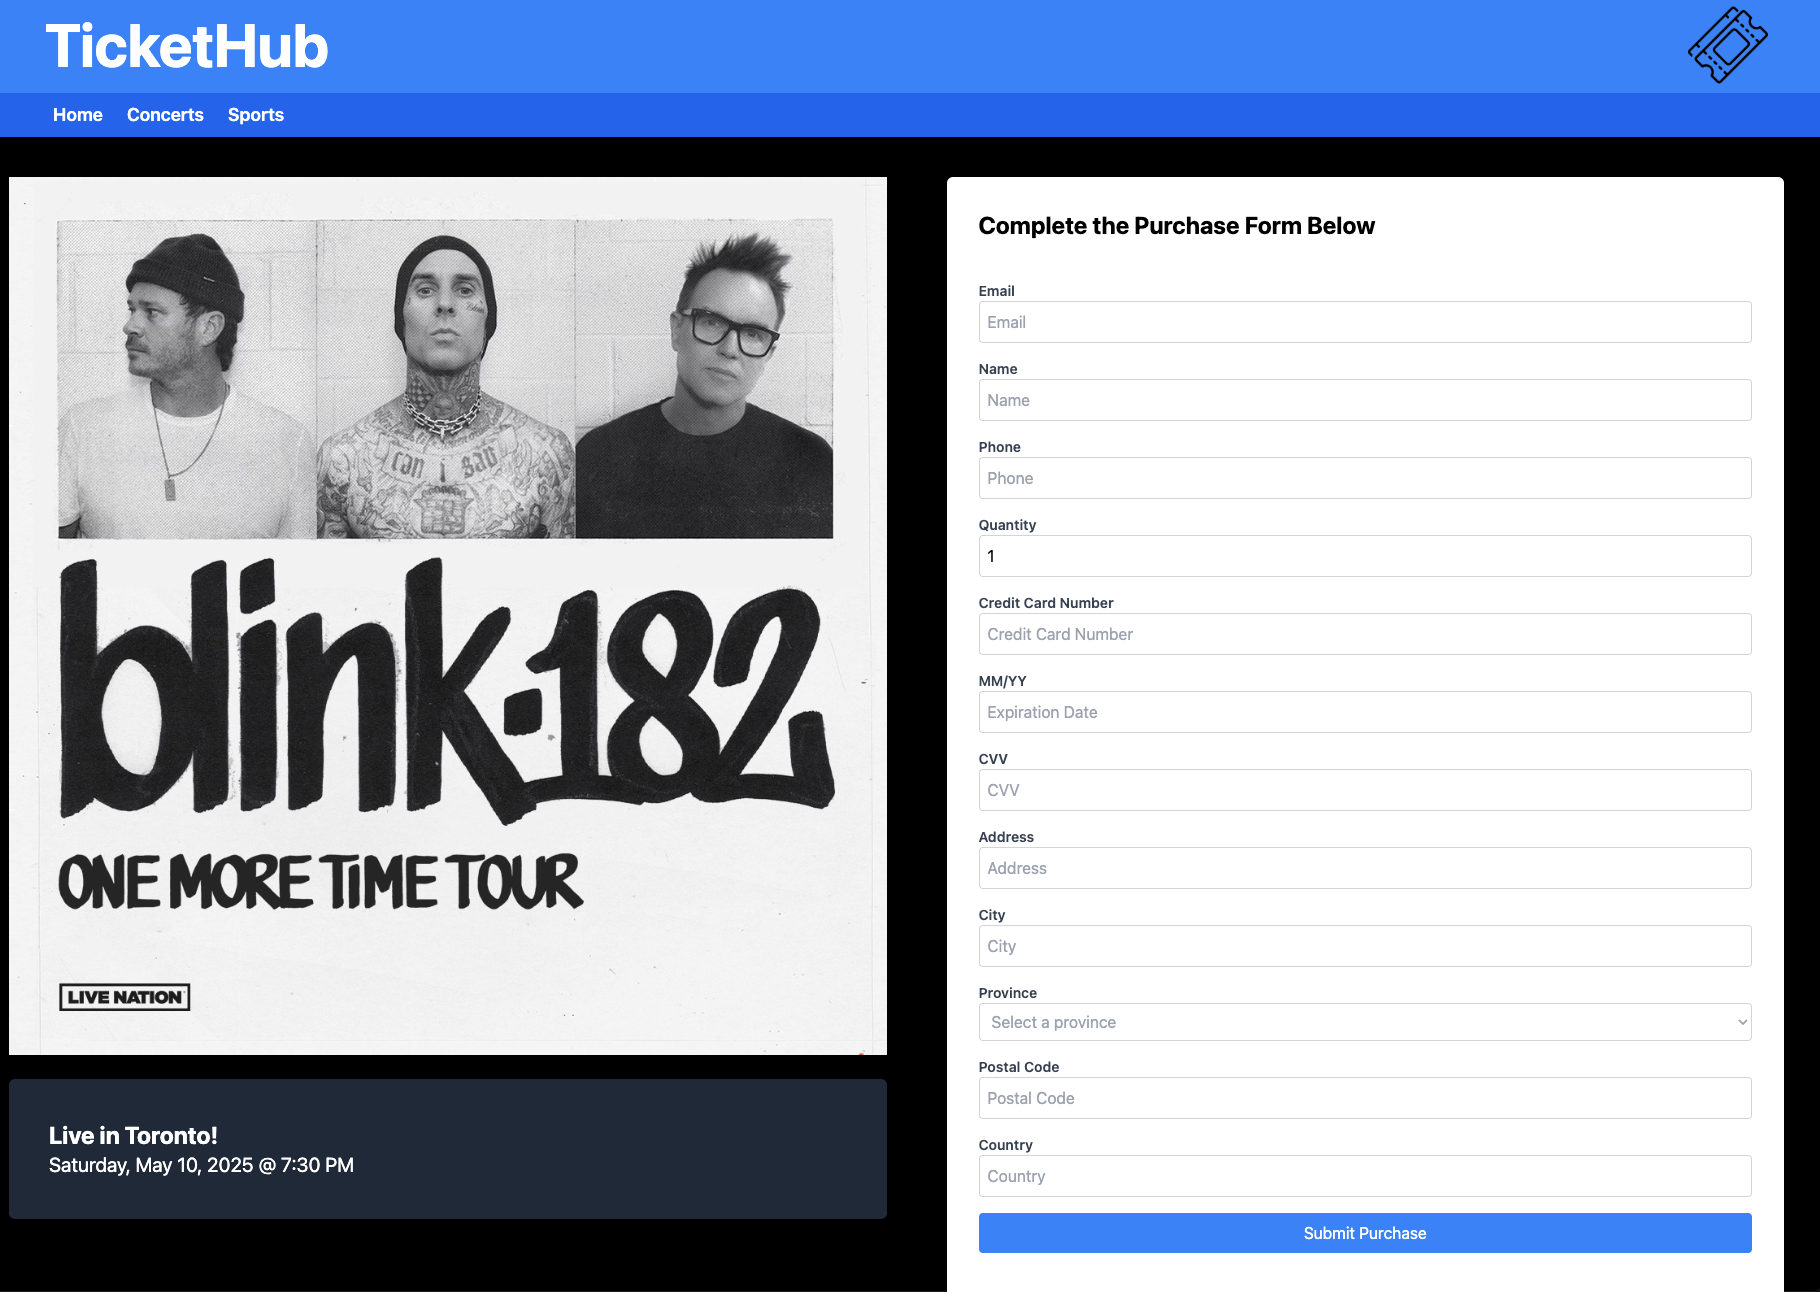 TicketHub
Home Concerts Sports
can i say
blink-182
ONE MORE TiME TOUR
LIVE NATION
Live in Toronto!
Saturday, May 10, 2025 @ 7:30 PM
Complete the Purchase Form Below
Email
Email
Name
Name
Phone
Phone
Quantity
1
Credit Card Number
Credit Card Number
MM/YY
Expiration Date
CVV
CVV
Address
Address
City
City
Province
Select a province
Postal Code
Postal Code
Country
Country
Submit Purchase